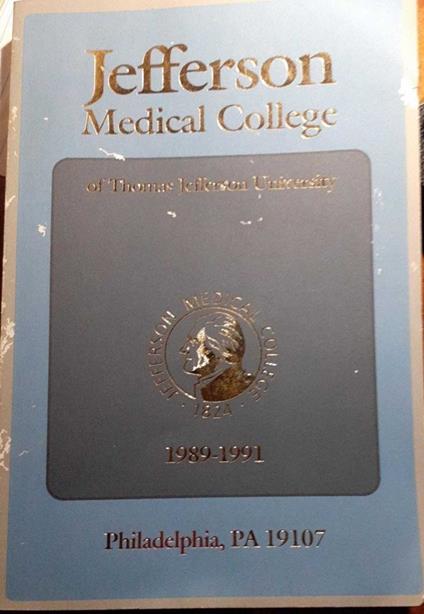 Jefferson
Medical College
of Thomas Jefferson University
JEFFERSON MEDICAL COLLEGE
· 1824 ·
1989-1991
Philadelphia, PA 19107